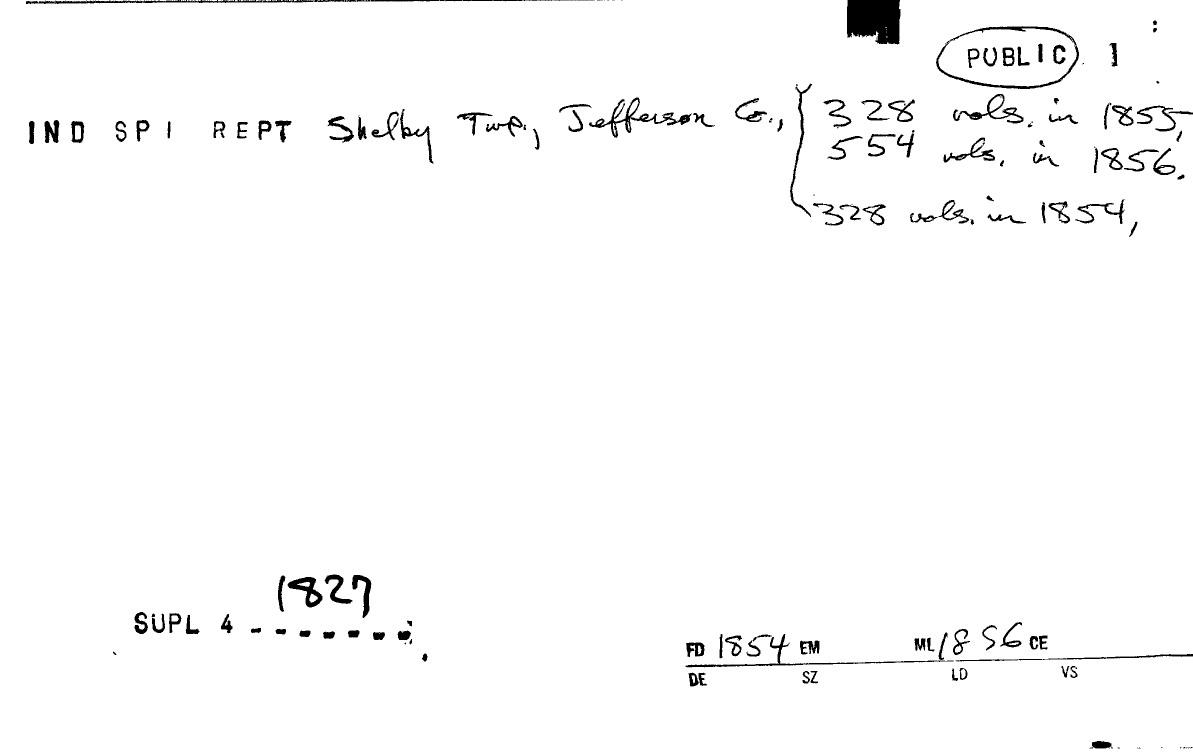 PUBLIC 1
IND SPI REPT Shelby Twp., Jefferson Co., 328 vols. in 1855,
554 vols. in 1856.
328 vols. in 1854,
1827
SUPL 4 - - - - - - -
FD 1854 EM ML 1856 CE
DE SZ LD VS